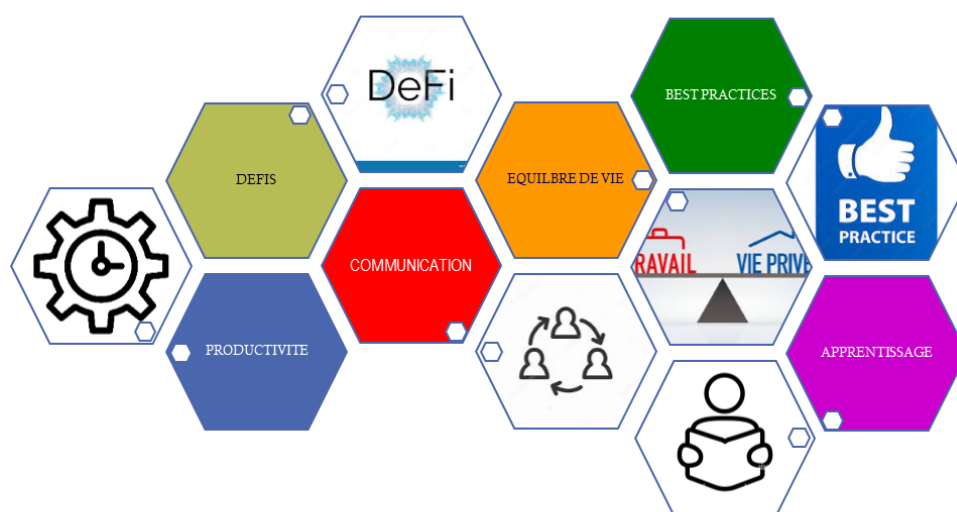 DeFi
BEST PRACTICES
DEFIS
EQUILBRE DE VIE
BEST
PRACTICE
COMMUNICATION
RAVAIL
VIE PRIVE
PRODUCTIVITE
APPRENTISSAGE